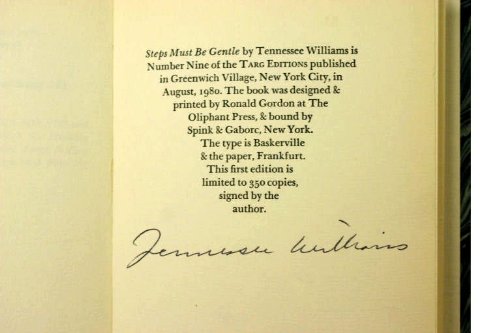 Steps Must Be Gentle by Tennessee Williams is
Number Nine of the Targ Editions published
in Greenwich Village, New York City, in
August, 1980. The book was designed &
printed by Ronald Gordon at The
Oliphant Press, & bound by
Spink & Gaborc, New York.
The type is Baskerville
& the paper, Frankfurt.
This first edition is
limited to 350 copies,
signed by the
author.
Tennessee Williams